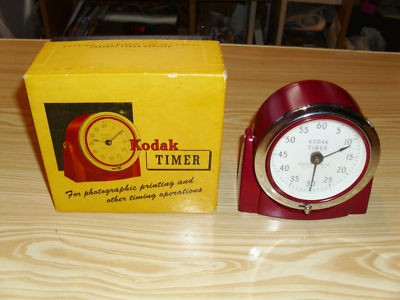 Kodak
TIMER
For photographic printing and
other timing operations
60
55
5
50
10
45
15
40
20
35
25
30
KODAK
TIMER